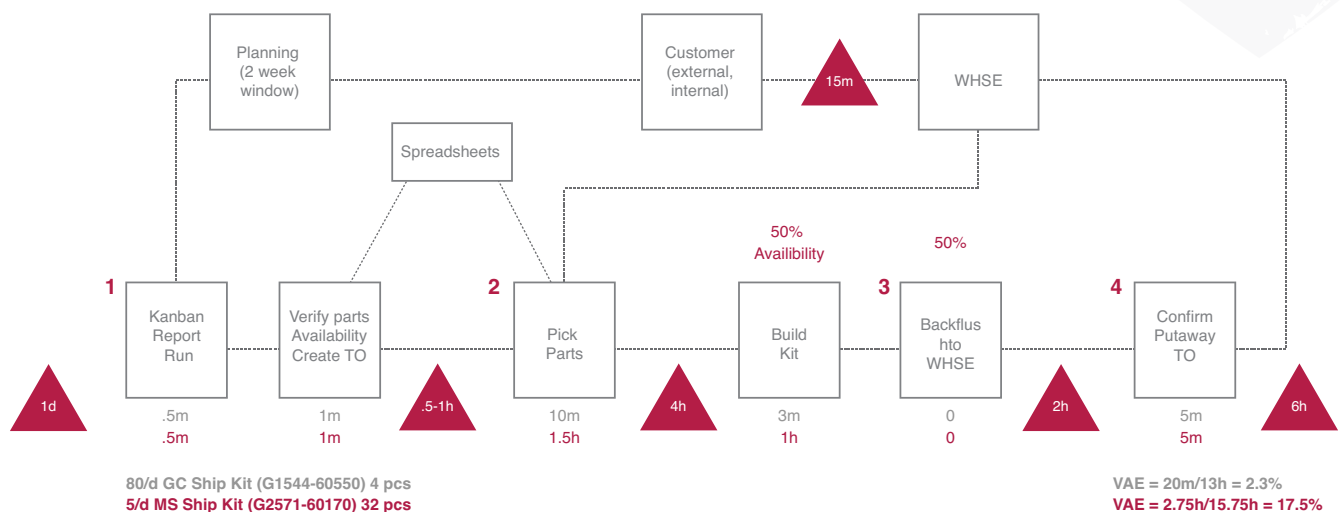 Planning
(2 week
window)
Customer
(external,
internal)
15m
WHSE
Spreadsheets
50%
Availibility
50%
1
Kanban
Report
Run
Verify parts
Availability
Create TO
2
Pick
Parts
Build
Kit
3
Backflus
hto
WHSE
4
Confirm
Putaway
TO
1d
.5-1h
4h
2h
6h
.5m
1m
10m
3m
0
5m
.5m
1m
1.5h
1h
0
5m
80/d GC Ship Kit (G1544-60550) 4 pcs
5/d MS Ship Kit (G2571-60170) 32 pcs
VAE = 20m/13h = 2.3%
VAE = 2.75h/15.75h = 17.5%